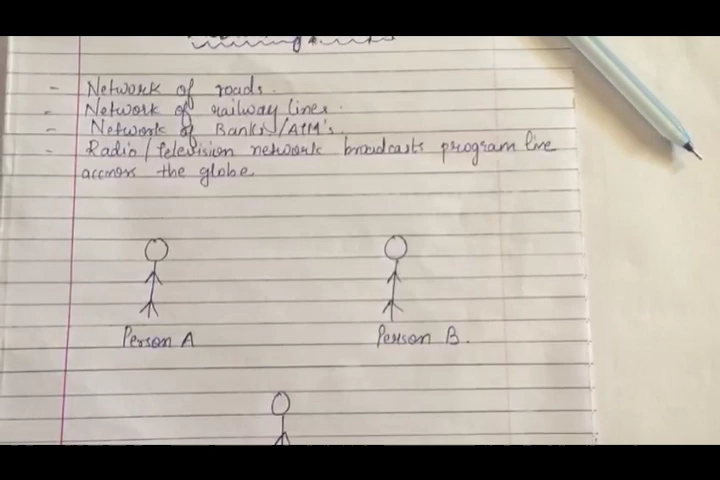 - Network of roads.
- Network of railway lines.
- Network of Banks/ATM's.
- Radio/Television network broadcasts program live
accross the globe.
Person A
Person B.